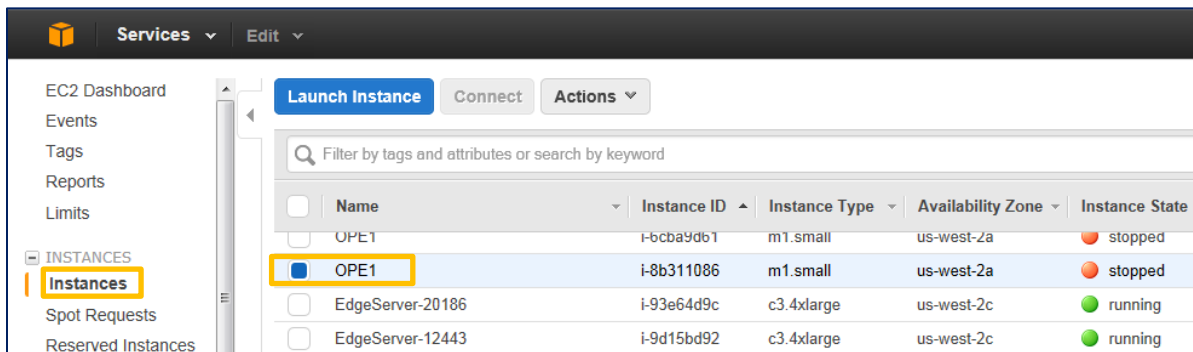 Services Edit
EC2 Dashboard
Events
Tags
Reports
Limits
INSTANCES
Instances
Spot Requests
Reserved Instances
Launch Instance Connect Actions
Filter by tags and attributes or search by keyword
Name Instance ID Instance Type Availability Zone Instance State
OPE1 i-6cba9d61 m1.small us-west-2a stopped
OPE1 i-8b311086 m1.small us-west-2a stopped
EdgeServer-20186 i-93e64d9c c3.4xlarge us-west-2c running
EdgeServer-12443 i-9d15bd92 c3.4xlarge us-west-2c running